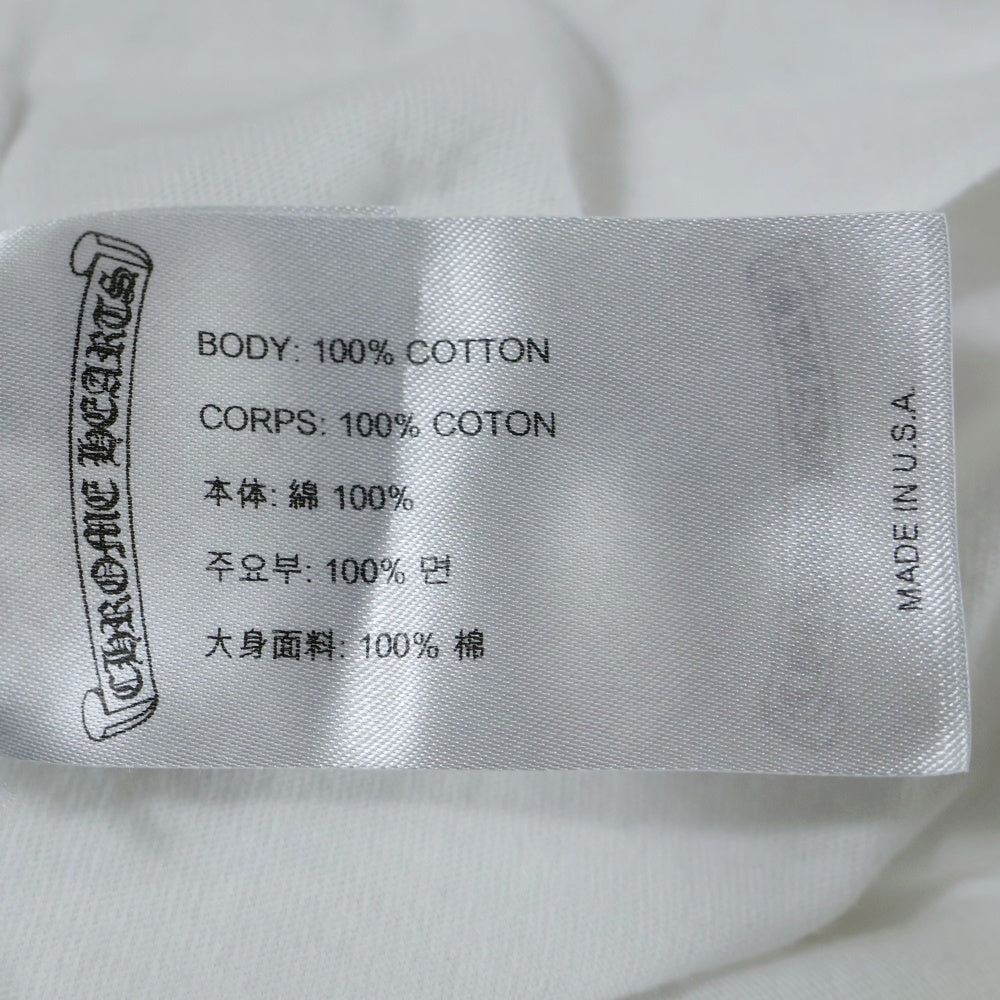 CHROME HEARTS
BODY: 100% COTTON
CORPS: 100% COTON
本体: 綿 100%
주요부: 100% 면
大身面料: 100% 棉
MADE IN U.S.A.